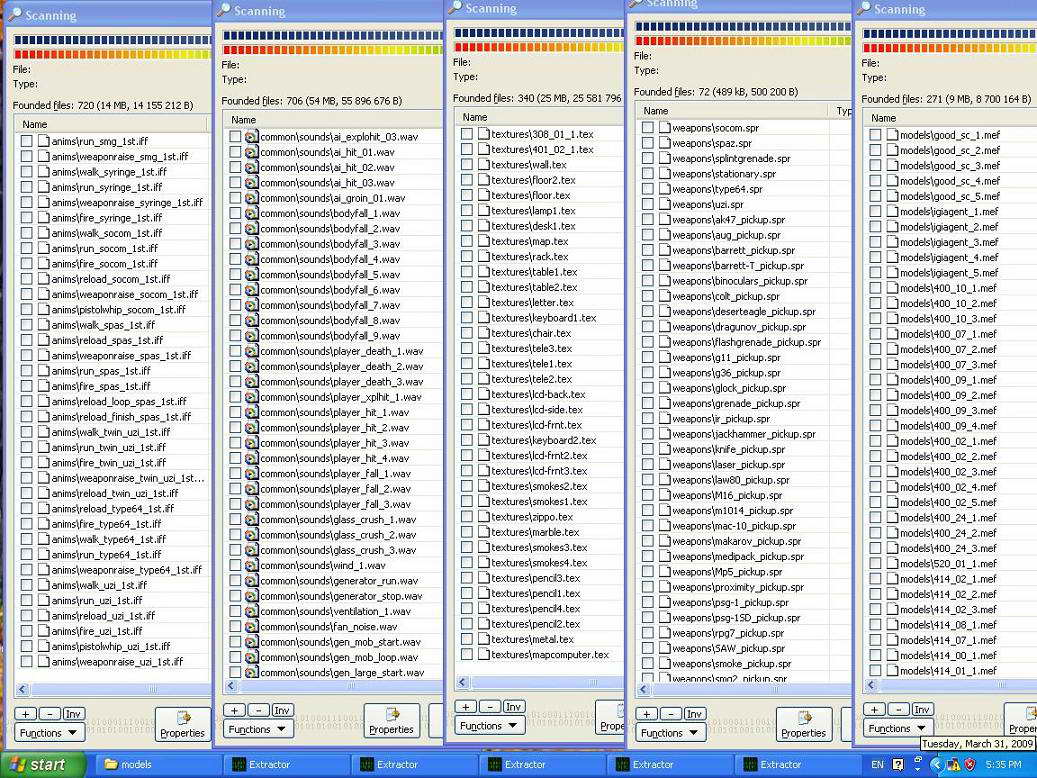 Scanning
File:
Type:
Founded files: 720 (14 MB, 14 155 212 B)
Name
anims\run_smg_1st.iff
anims\weaponraise_smg_1st.iff
anims\walk_syringe_1st.iff
anims\run_syringe_1st.iff
anims\weaponraise_syringe_1st.iff
anims\fire_syringe_1st.iff
anims\walk_socom_1st.iff
anims\run_socom_1st.iff
anims\fire_socom_1st.iff
anims\reload_socom_1st.iff
anims\weaponraise_socom_1st.iff
anims\pistolwhip_socom_1st.iff
anims\walk_spas_1st.iff
anims\reload_spas_1st.iff
anims\weaponraise_spas_1st.iff
anims\run_spas_1st.iff
anims\fire_spas_1st.iff
anims\reload_loop_spas_1st.iff
anims\reload_finish_spas_1st.iff
anims\walk_twin_uzi_1st.iff
anims\run_twin_uzi_1st.iff
anims\fire_twin_uzi_1st.iff
anims\weaponraise_twin_uzi_1st...
anims\reload_twin_uzi_1st.iff
anims\reload_type64_1st.iff
anims\fire_type64_1st.iff
anims\walk_type64_1st.iff
anims\run_type64_1st.iff
anims\weaponraise_type64_1st.iff
anims\walk_uzi_1st.iff
anims\run_uzi_1st.iff
anims\reload_uzi_1st.iff
anims\fire_uzi_1st.iff
anims\pistolwhip_uzi_1st.iff
anims\weaponraise_uzi_1st.iff
+ - Inv
Functions
Properties
Scanning
File:
Type:
Founded files: 706 (54 MB, 55 896 676 B)
Name
common\sounds\ai_explohit_03.wav
common\sounds\ai_hit_01.wav
common\sounds\ai_hit_02.wav
common\sounds\ai_hit_03.wav
common\sounds\ai_groin_01.wav
common\sounds\bodyfall_1.wav
common\sounds\bodyfall_2.wav
common\sounds\bodyfall_3.wav
common\sounds\bodyfall_4.wav
common\sounds\bodyfall_5.wav
common\sounds\bodyfall_6.wav
common\sounds\bodyfall_7.wav
common\sounds\bodyfall_8.wav
common\sounds\bodyfall_9.wav
common\sounds\player_death_1.wav
common\sounds\player_death_2.wav
common\sounds\player_death_3.wav
common\sounds\player_xplhit_1.wav
common\sounds\player_hit_1.wav
common\sounds\player_hit_2.wav
common\sounds\player_hit_3.wav
common\sounds\player_hit_4.wav
common\sounds\player_fall_1.wav
common\sounds\player_fall_2.wav
common\sounds\player_fall_3.wav
common\sounds\glass_crush_1.wav
common\sounds\glass_crush_2.wav
common\sounds\glass_crush_3.wav
common\sounds\wind_1.wav
common\sounds\generator_run.wav
common\sounds\generator_stop.wav
common\sounds\ventilation_1.wav
common\sounds\fan_noise.wav
common\sounds\gen_mob_start.wav
common\sounds\gen_mob_loop.wav
common\sounds\gen_large_start.wav
+ - Inv
Functions
Properties
Scanning
File:
Type:
Founded files: 340 (25 MB, 25 581 796
Name
textures\308_01_1.tex
textures\401_02_1.tex
textures\wall.tex
textures\floor2.tex
textures\floor.tex
textures\lamp1.tex
textures\desk1.tex
textures\map.tex
textures\rack.tex
textures\table1.tex
textures\table2.tex
textures\letter.tex
textures\keyboard1.tex
textures\chair.tex
textures\tele3.tex
textures\tele1.tex
textures\tele2.tex
textures\lcd-back.tex
textures\lcd-side.tex
textures\lcd-frnt.tex
textures\keyboard2.tex
textures\lcd-frnt2.tex
textures\lcd-frnt3.tex
textures\smokes2.tex
textures\smokes1.tex
textures\zippo.tex
textures\marble.tex
textures\smokes3.tex
textures\smokes4.tex
textures\pencil3.tex
textures\pencil1.tex
textures\pencil4.tex
textures\pencil2.tex
textures\metal.tex
textures\mapcomputer.tex
+ - Inv
Functions
Prope
Scanning
File:
Type:
Founded files: 72 (489 kB, 500 200 B)
Name Typ
weapons\socom.spr
weapons\spaz.spr
weapons\splintgrenade.spr
weapons\stationary.spr
weapons\type64.spr
weapons\uzi.spr
weapons\ak47_pickup.spr
weapons\aug_pickup.spr
weapons\barrett_pickup.spr
weapons\barrett-T_pickup.spr
weapons\binoculars_pickup.spr
weapons\colt_pickup.spr
weapons\deserteagle_pickup.spr
weapons\dragunov_pickup.spr
weapons\flashgrenade_pickup.spr
weapons\g11_pickup.spr
weapons\g36_pickup.spr
weapons\glock_pickup.spr
weapons\grenade_pickup.spr
weapons\ir_pickup.spr
weapons\jackhammer_pickup.spr
weapons\knife_pickup.spr
weapons\laser_pickup.spr
weapons\law80_pickup.spr
weapons\M16_pickup.spr
weapons\m1014_pickup.spr
weapons\mac-10_pickup.spr
weapons\makarov_pickup.spr
weapons\medipack_pickup.spr
weapons\Mp5_pickup.spr
weapons\proximity_pickup.spr
weapons\psg-1_pickup.spr
weapons\psg-1SD_pickup.spr
weapons\rpg7_pickup.spr
weapons\SAW_pickup.spr
weapons\smoke_pickup.spr
weapons\smg2_pickup.spr
+ - Inv
Functions
Properties
Scanning
File:
Type:
Founded files: 271 (9 MB, 8 700 164 B)
Name
models\good_sc_1.mef
models\good_sc_2.mef
models\good_sc_3.mef
models\good_sc_4.mef
models\good_sc_5.mef
models\igiagent_1.mef
models\igiagent_2.mef
models\igiagent_3.mef
models\igiagent_4.mef
models\igiagent_5.mef
models\400_10_1.mef
models\400_10_2.mef
models\400_10_3.mef
models\400_07_1.mef
models\400_07_2.mef
models\400_07_3.mef
models\400_09_1.mef
models\400_09_2.mef
models\400_09_3.mef
models\400_09_4.mef
models\400_02_1.mef
models\400_02_2.mef
models\400_02_3.mef
models\400_02_4.mef
models\400_02_5.mef
models\400_24_1.mef
models\400_24_2.mef
models\400_24_3.mef
models\520_01_1.mef
models\414_02_1.mef
models\414_02_2.mef
models\414_02_3.mef
models\414_08_1.mef
models\414_07_1.mef
models\414_00_1.mef
models\414_01_1.mef
+ - Inv
Functions
Prope
Tuesday, March 31, 2009
start models Extractor Extractor Extractor Extractor Extractor EN 5:35 PM